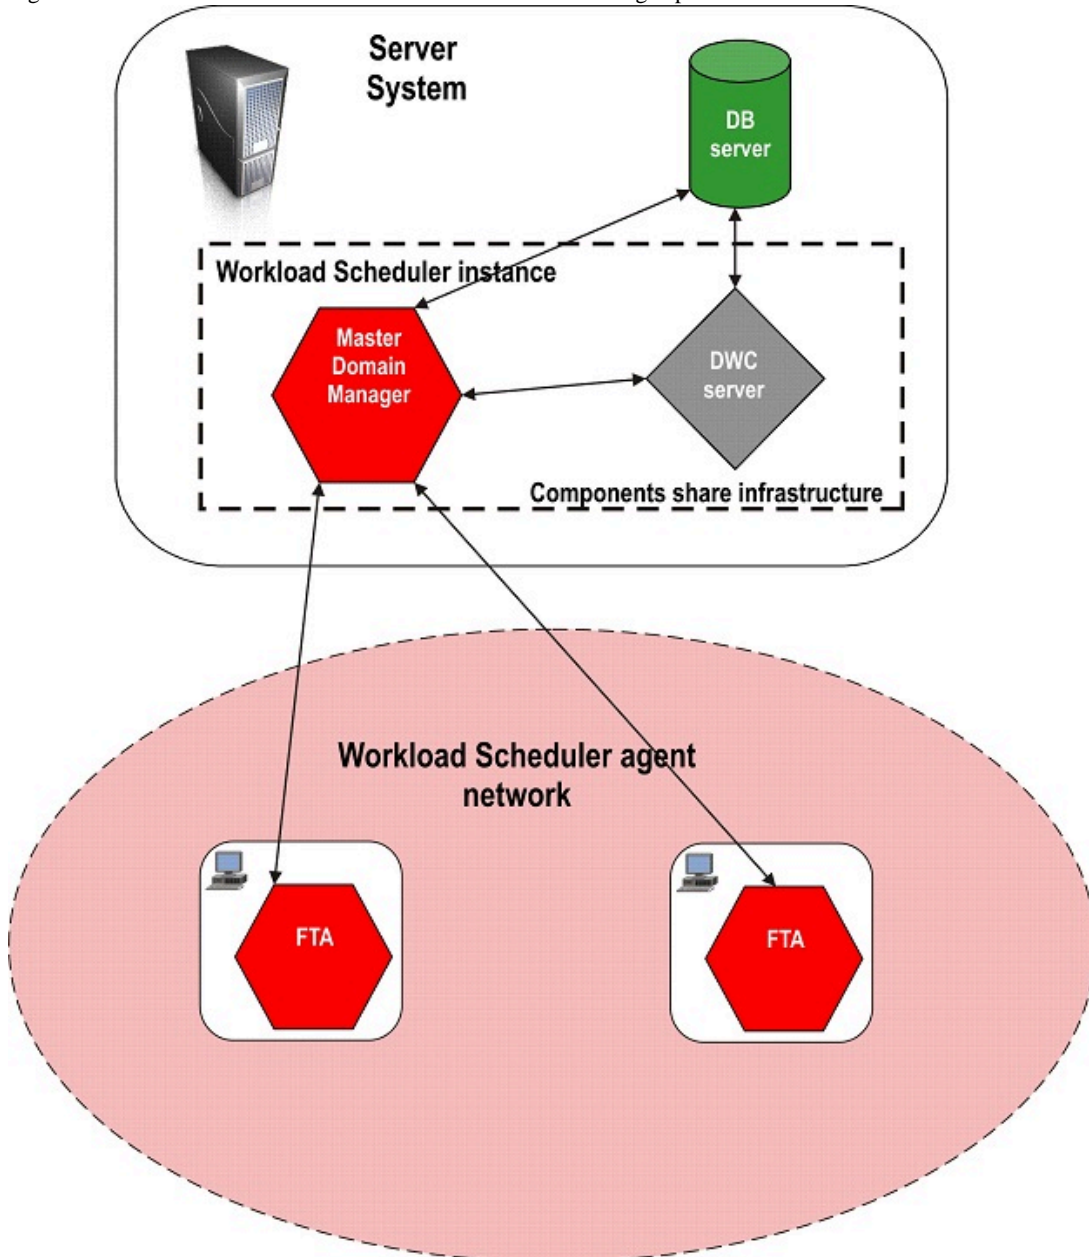 Server
System
DB
server
Workload Scheduler instance
Master
Domain
Manager
DWC
server
Components share infrastructure
Workload Scheduler agent
network
FTA
FTA